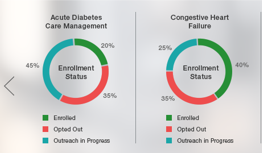 Acute Diabetes
Care Management
20%
45%
Enrollment
Status
35%
Enrolled
Opted Out
Outreach in Progress
Congestive Heart
Failure
25%
40%
Enrollment
Status
35%
Enrolled
Opted Out
Outreach in Progress